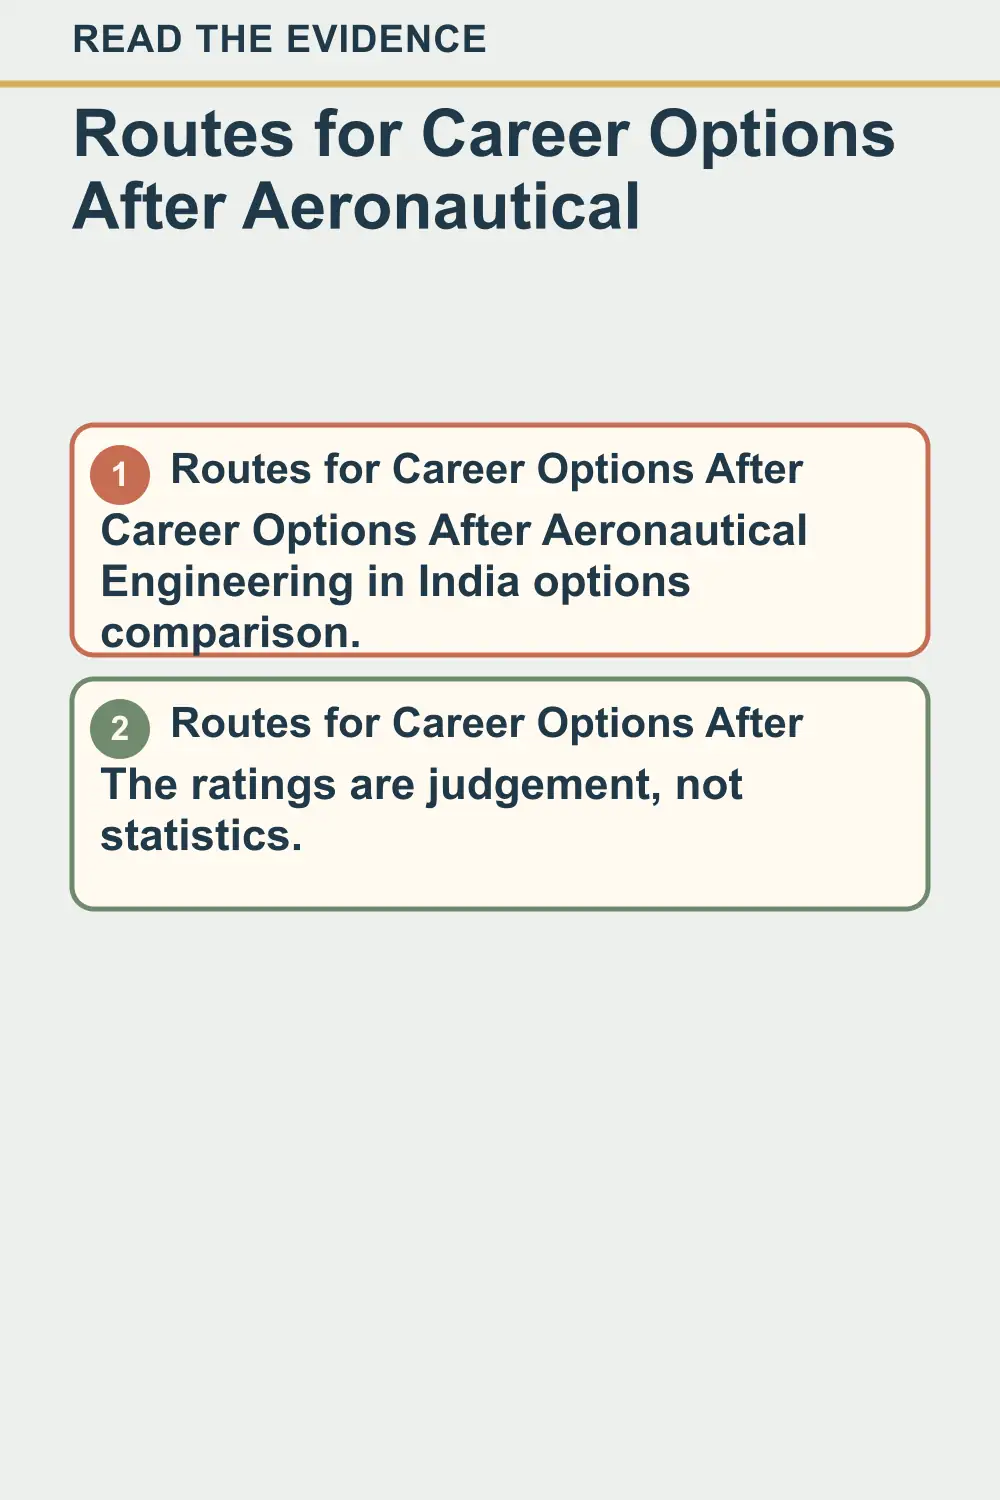 READ THE EVIDENCE
Routes for Career Options
After Aeronautical
1
Routes for Career Options After
Career Options After Aeronautical
Engineering in India options
comparison.
2
Routes for Career Options After
The ratings are judgement, not
statistics.